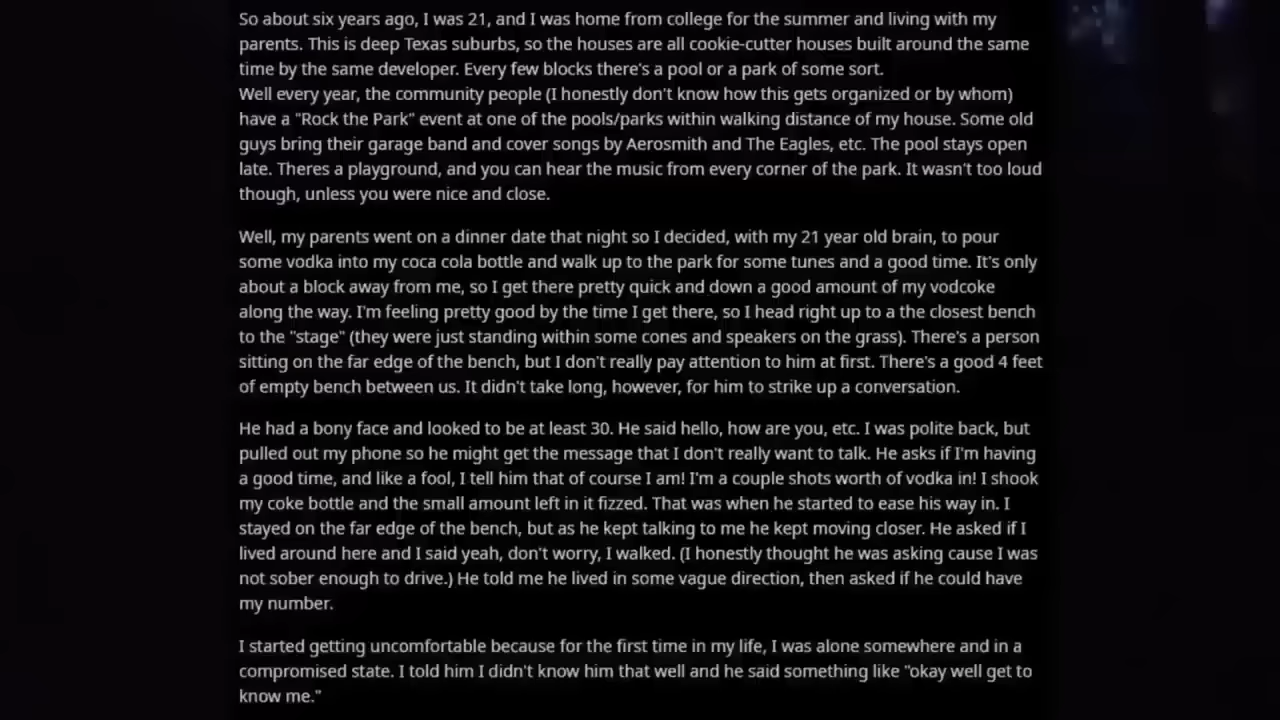 So about six years ago, I was 21, and I was home from college for the summer and living with my
parents. This is deep Texas suburbs, so the houses are all cookie-cutter houses built around the same
time by the same developer. Every few blocks there's a pool or a park of some sort.
Well every year, the community people (I honestly don't know how this gets organized or by whom)
have a "Rock the Park" event at one of the pools/parks within walking distance of my house. Some old
guys bring their garage band and cover songs by Aerosmith and The Eagles, etc. The pool stays open
late. Theres a playground, and you can hear the music from every corner of the park. It wasn't too loud
though, unless you were nice and close.
Well, my parents went on a dinner date that night so I decided, with my 21 year old brain, to pour
some vodka into my coca cola bottle and walk up to the park for some tunes and a good time. It's only
about a block away from me, so I get there pretty quick and down a good amount of my vodcoke
along the way. I'm feeling pretty good by the time I get there, so I head right up to a the closest bench
to the "stage" (they were just standing within some cones and speakers on the grass). There's a person
sitting on the far edge of the bench, but I don't really pay attention to him at first. There's a good 4 feet
of empty bench between us. It didn't take long, however, for him to strike up a conversation.
He had a bony face and looked to be at least 30. He said hello, how are you, etc. I was polite back, but
pulled out my phone so he might get the message that I don't really want to talk. He asks if I'm having
a good time, and like a fool, I tell him that of course I am! I'm a couple shots worth of vodka in! I shook
my coke bottle and the small amount left in it fizzed. That was when he started to ease his way in. I
stayed on the far edge of the bench, but as he kept talking to me he kept moving closer. He asked if I
lived around here and I said yeah, don't worry, I walked. (I honestly thought he was asking cause I was
not sober enough to drive.) He told me he lived in some vague direction, then asked if he could have
my number.
I started getting uncomfortable because for the first time in my life, I was alone somewhere and in a
compromised state. I told him I didn't know him that well and he said something like "okay well get to
know me."